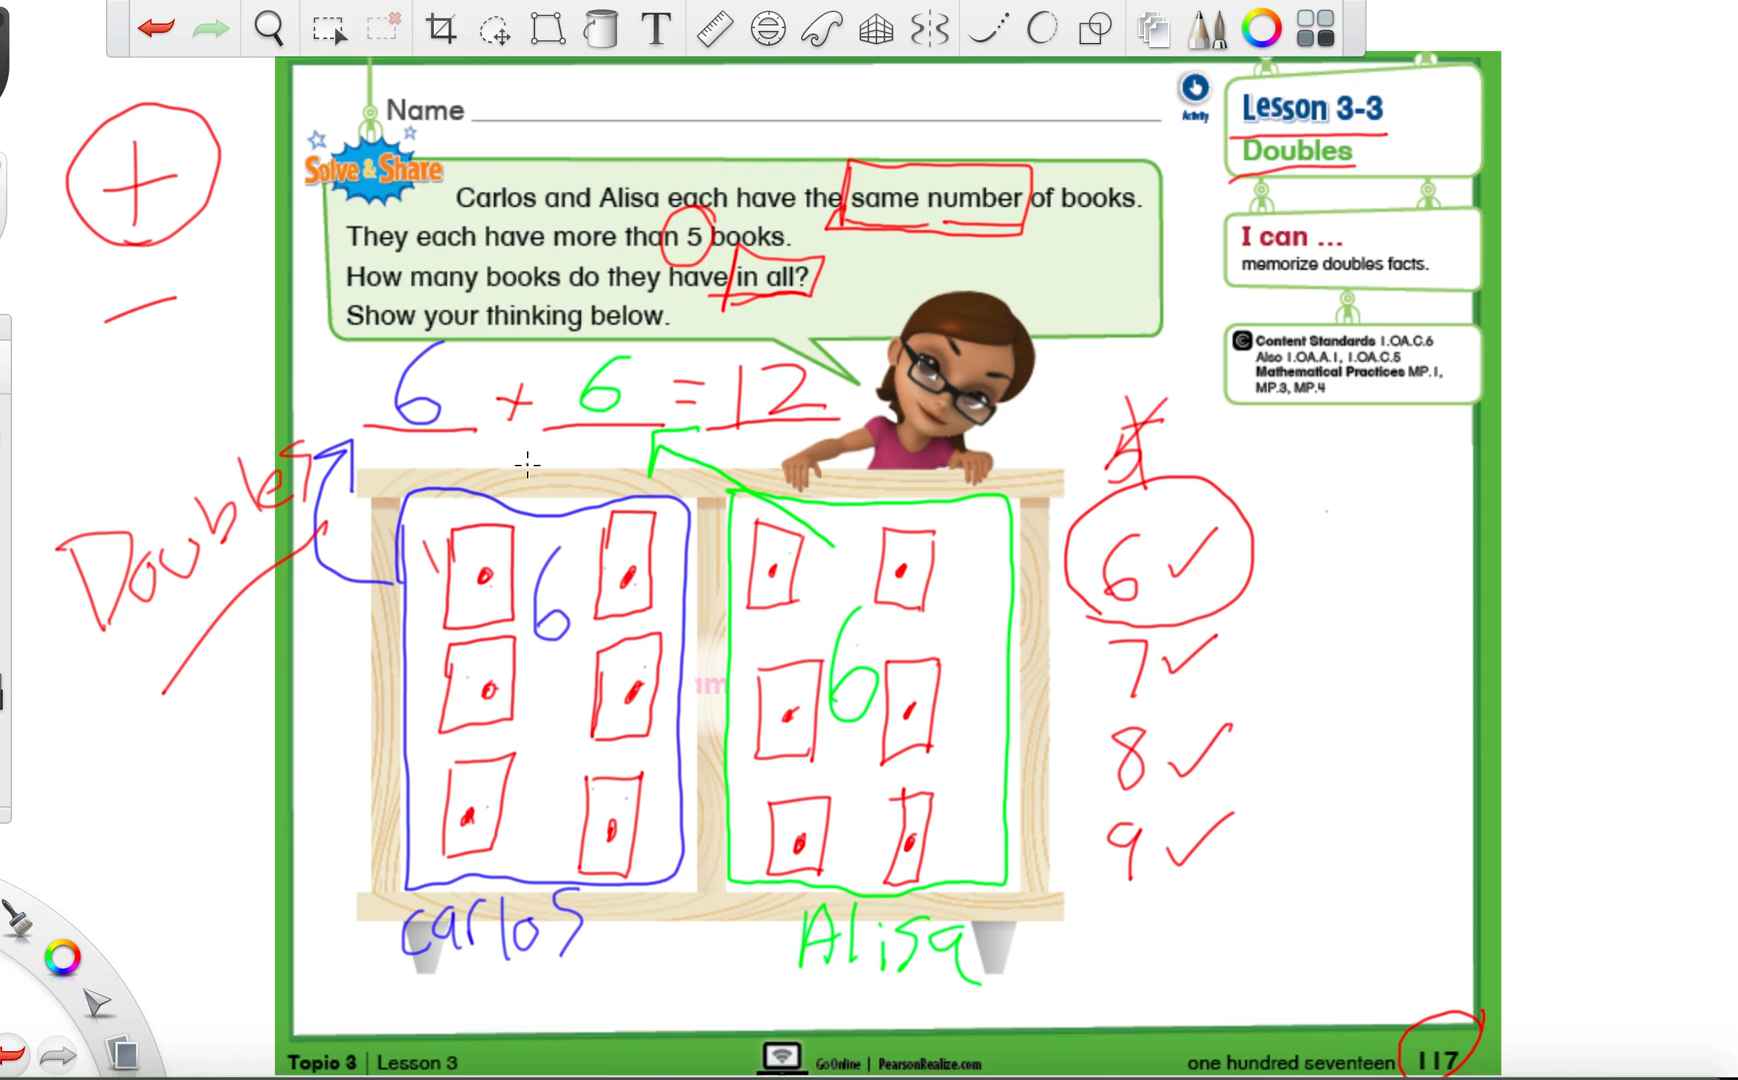 Name
Activity
Lesson 3-3
Doubles
Solve & Share
Carlos and Alisa each have the same number of books.
They each have more than 5 books.
How many books do they have in all?
Show your thinking below.
I can ...
memorize doubles facts.
Content Standards 1.OA.C.6
Also 1.OA.A.1, 1.OA.C.5
Mathematical Practices MP.1,
MP.3, MP.4
+
−
6 + 6 = 12
Doubles
5
6 ✓
7 ✓
8 ✓
9 ✓
6
6
Carlos
Alisa
Topic 3 | Lesson 3
Go Online | PearsonRealize.com
one hundred seventeen 117